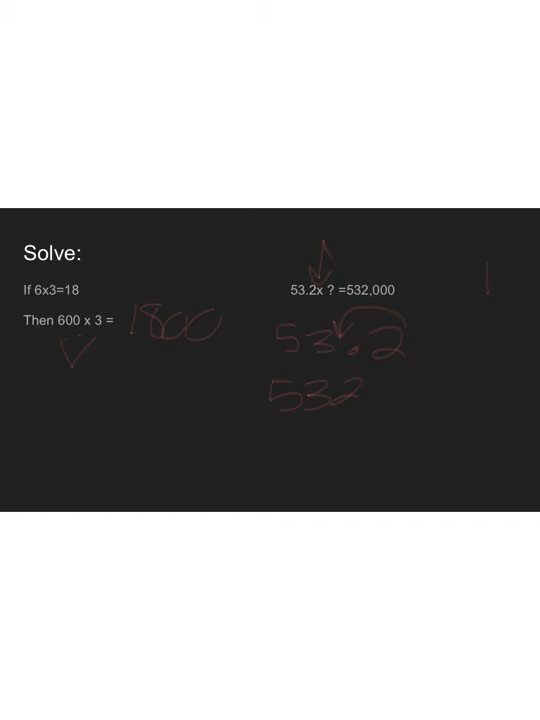 Solve:
If 6x3=18
Then 600 x 3 = 1800
53.2x ? =532,000
53.2
532